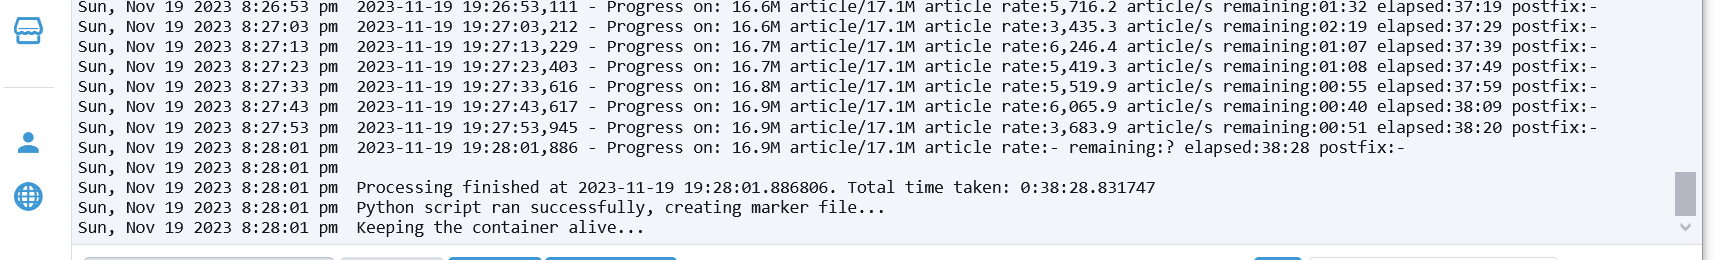 Sun, Nov 19 2023 8:26:53 pm  2023-11-19 19:26:53,111 - Progress on: 16.6M article/17.1M article rate:5,716.2 article/s remaining:01:32 elapsed:37:19 postfix:-
Sun, Nov 19 2023 8:27:03 pm  2023-11-19 19:27:03,212 - Progress on: 16.6M article/17.1M article rate:3,435.3 article/s remaining:02:19 elapsed:37:29 postfix:-
Sun, Nov 19 2023 8:27:13 pm  2023-11-19 19:27:13,229 - Progress on: 16.7M article/17.1M article rate:6,246.4 article/s remaining:01:07 elapsed:37:39 postfix:-
Sun, Nov 19 2023 8:27:23 pm  2023-11-19 19:27:23,403 - Progress on: 16.7M article/17.1M article rate:5,419.3 article/s remaining:01:08 elapsed:37:49 postfix:-
Sun, Nov 19 2023 8:27:33 pm  2023-11-19 19:27:33,616 - Progress on: 16.8M article/17.1M article rate:5,519.9 article/s remaining:00:55 elapsed:37:59 postfix:-
Sun, Nov 19 2023 8:27:43 pm  2023-11-19 19:27:43,617 - Progress on: 16.9M article/17.1M article rate:6,065.9 article/s remaining:00:40 elapsed:38:09 postfix:-
Sun, Nov 19 2023 8:27:53 pm  2023-11-19 19:27:53,945 - Progress on: 16.9M article/17.1M article rate:3,683.9 article/s remaining:00:51 elapsed:38:20 postfix:-
Sun, Nov 19 2023 8:28:01 pm  2023-11-19 19:28:01,886 - Progress on: 16.9M article/17.1M article rate:- remaining:? elapsed:38:28 postfix:-
Sun, Nov 19 2023 8:28:01 pm
Sun, Nov 19 2023 8:28:01 pm  Processing finished at 2023-11-19 19:28:01.886806. Total time taken: 0:38:28.831747
Sun, Nov 19 2023 8:28:01 pm  Python script ran successfully, creating marker file...
Sun, Nov 19 2023 8:28:01 pm  Keeping the container alive...